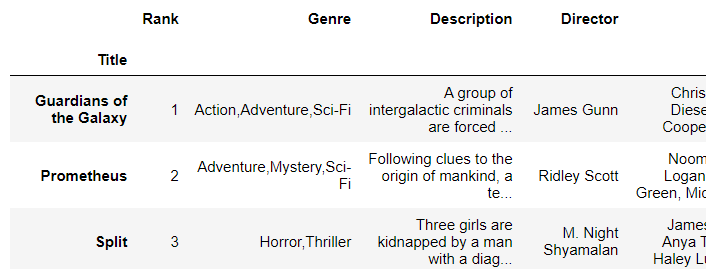 Rank Genre Description Director
Title
Guardians of the Galaxy 1 Action,Adventure,Sci-Fi A group of intergalactic criminals are forced ... James Gunn Chris Diese Coope
Prometheus 2 Adventure,Mystery,Sci-Fi Following clues to the origin of mankind, a te... Ridley Scott Noom Logan Green, Mic
Split 3 Horror,Thriller Three girls are kidnapped by a man with a diag... M. Night Shyamalan James Anya T Haley Lu